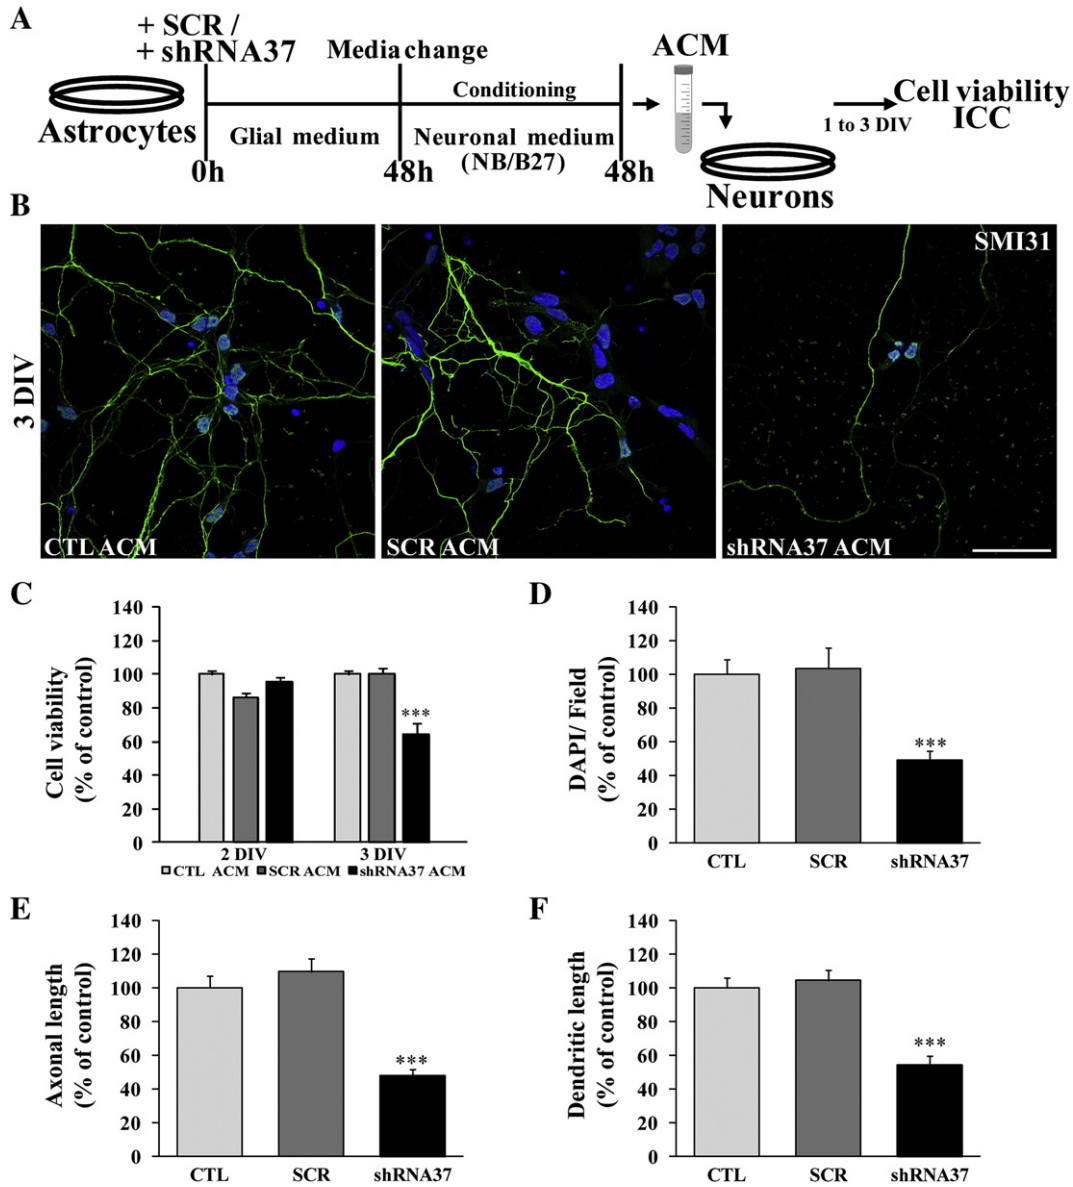 A
+ SCR /
+ shRNA37
Media change
ACM
Conditioning
Cell viability
ICC
Astrocytes
Glial medium
Neuronal medium
(NB/B27)
1 to 3 DIV
0h
48h
48h
Neurons
B
SMI31
3 DIV
CTL ACM
SCR ACM
shRNA37 ACM
C
Cell viability
(% of control)
140
120
100
80
60
40
20
0
***
2 DIV
3 DIV
CTL ACM
SCR ACM
shRNA37 ACM
D
DAPI/ Field
(% of control)
140
120
100
80
60
40
20
0
***
CTL
SCR
shRNA37
E
Axonal length
(% of control)
140
120
100
80
60
40
20
0
***
CTL
SCR
shRNA37
F
Dendritic length
(% of control)
140
120
100
80
60
40
20
0
***
CTL
SCR
shRNA37